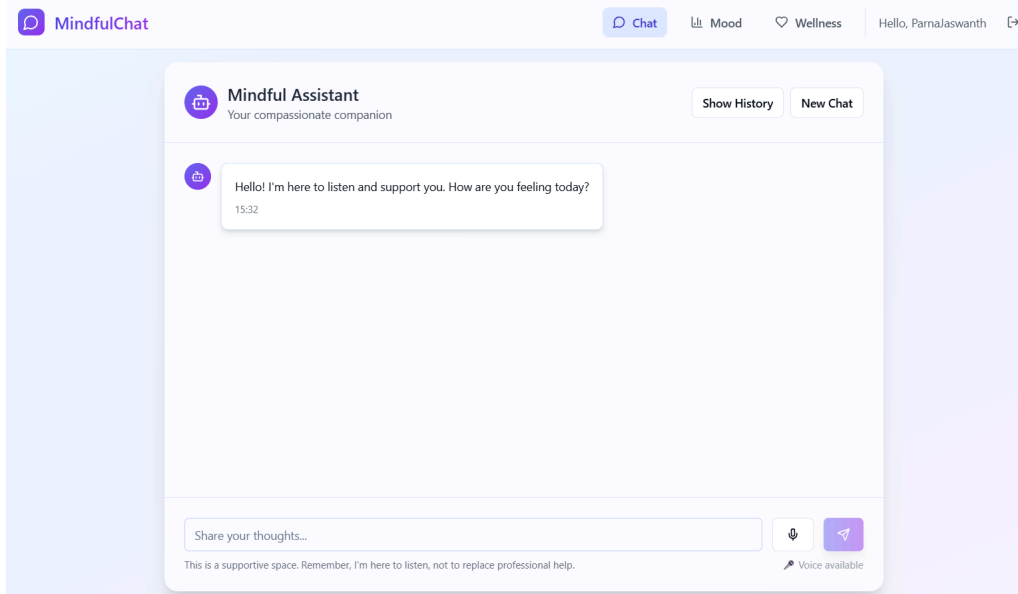 MindfulChat
Chat
Mood
Wellness
Hello, ParnaJaswanth
Mindful Assistant
Your compassionate companion
Show History
New Chat
Hello! I'm here to listen and support you. How are you feeling today?
15:32
Share your thoughts...
This is a supportive space. Remember, I'm here to listen, not to replace professional help.
🎤 Voice available